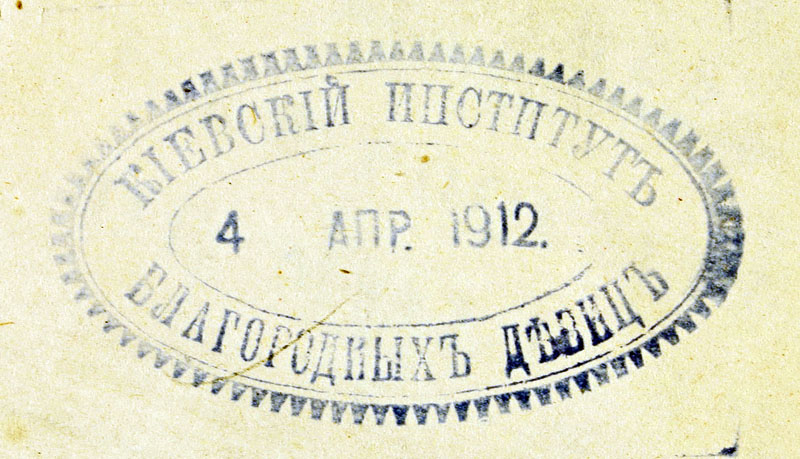 КІЕВСКІЙ ИНСТИТУТЪ
4 АПР. 1912.
БЛАГОРОДНЫХЪ ДѢВИЦЪ